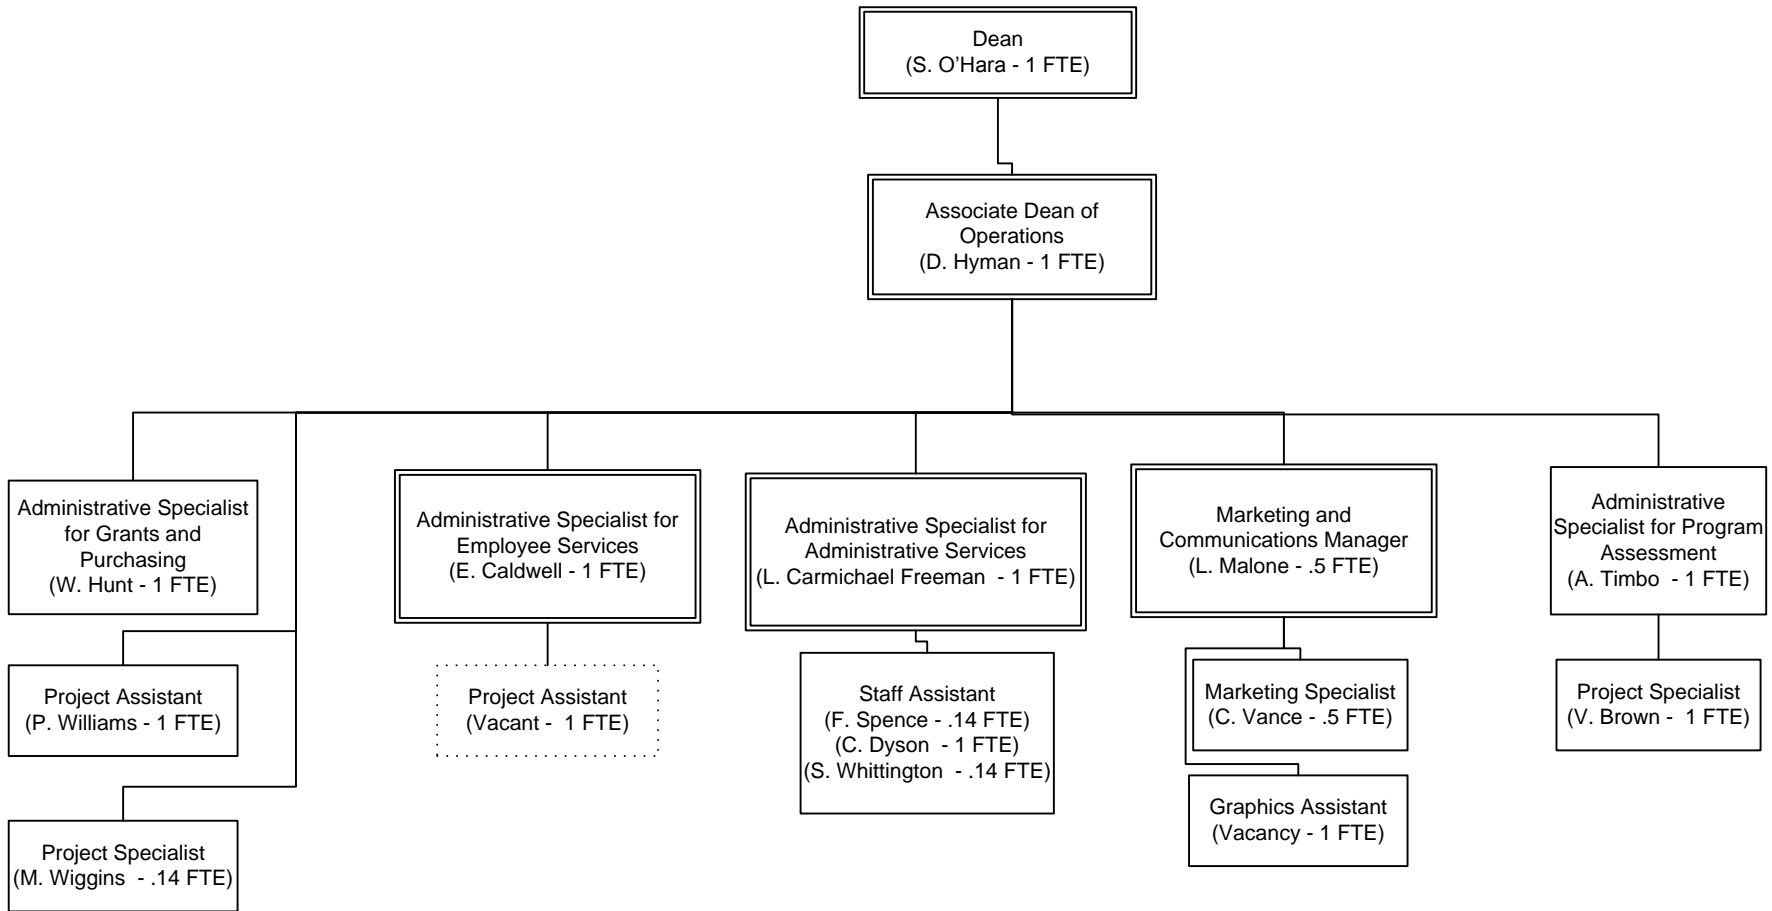 Dean
(S. O'Hara - 1 FTE)
Associate Dean of
Operations
(D. Hyman - 1 FTE)
Administrative Specialist
for Grants and
Purchasing
(W. Hunt - 1 FTE)
Administrative Specialist for
Employee Services
(E. Caldwell - 1 FTE)
Administrative Specialist for
Administrative Services
(L. Carmichael Freeman - 1 FTE)
Marketing and
Communications Manager
(L. Malone - .5 FTE)
Administrative
Specialist for Program
Assessment
(A. Timbo - 1 FTE)
Project Assistant
(P. Williams - 1 FTE)
Project Assistant
(Vacant - 1 FTE)
Staff Assistant
(F. Spence - .14 FTE)
(C. Dyson - 1 FTE)
(S. Whittington - .14 FTE)
Marketing Specialist
(C. Vance - .5 FTE)
Project Specialist
(V. Brown - 1 FTE)
Graphics Assistant
(Vacancy - 1 FTE)
Project Specialist
(M. Wiggins - .14 FTE)